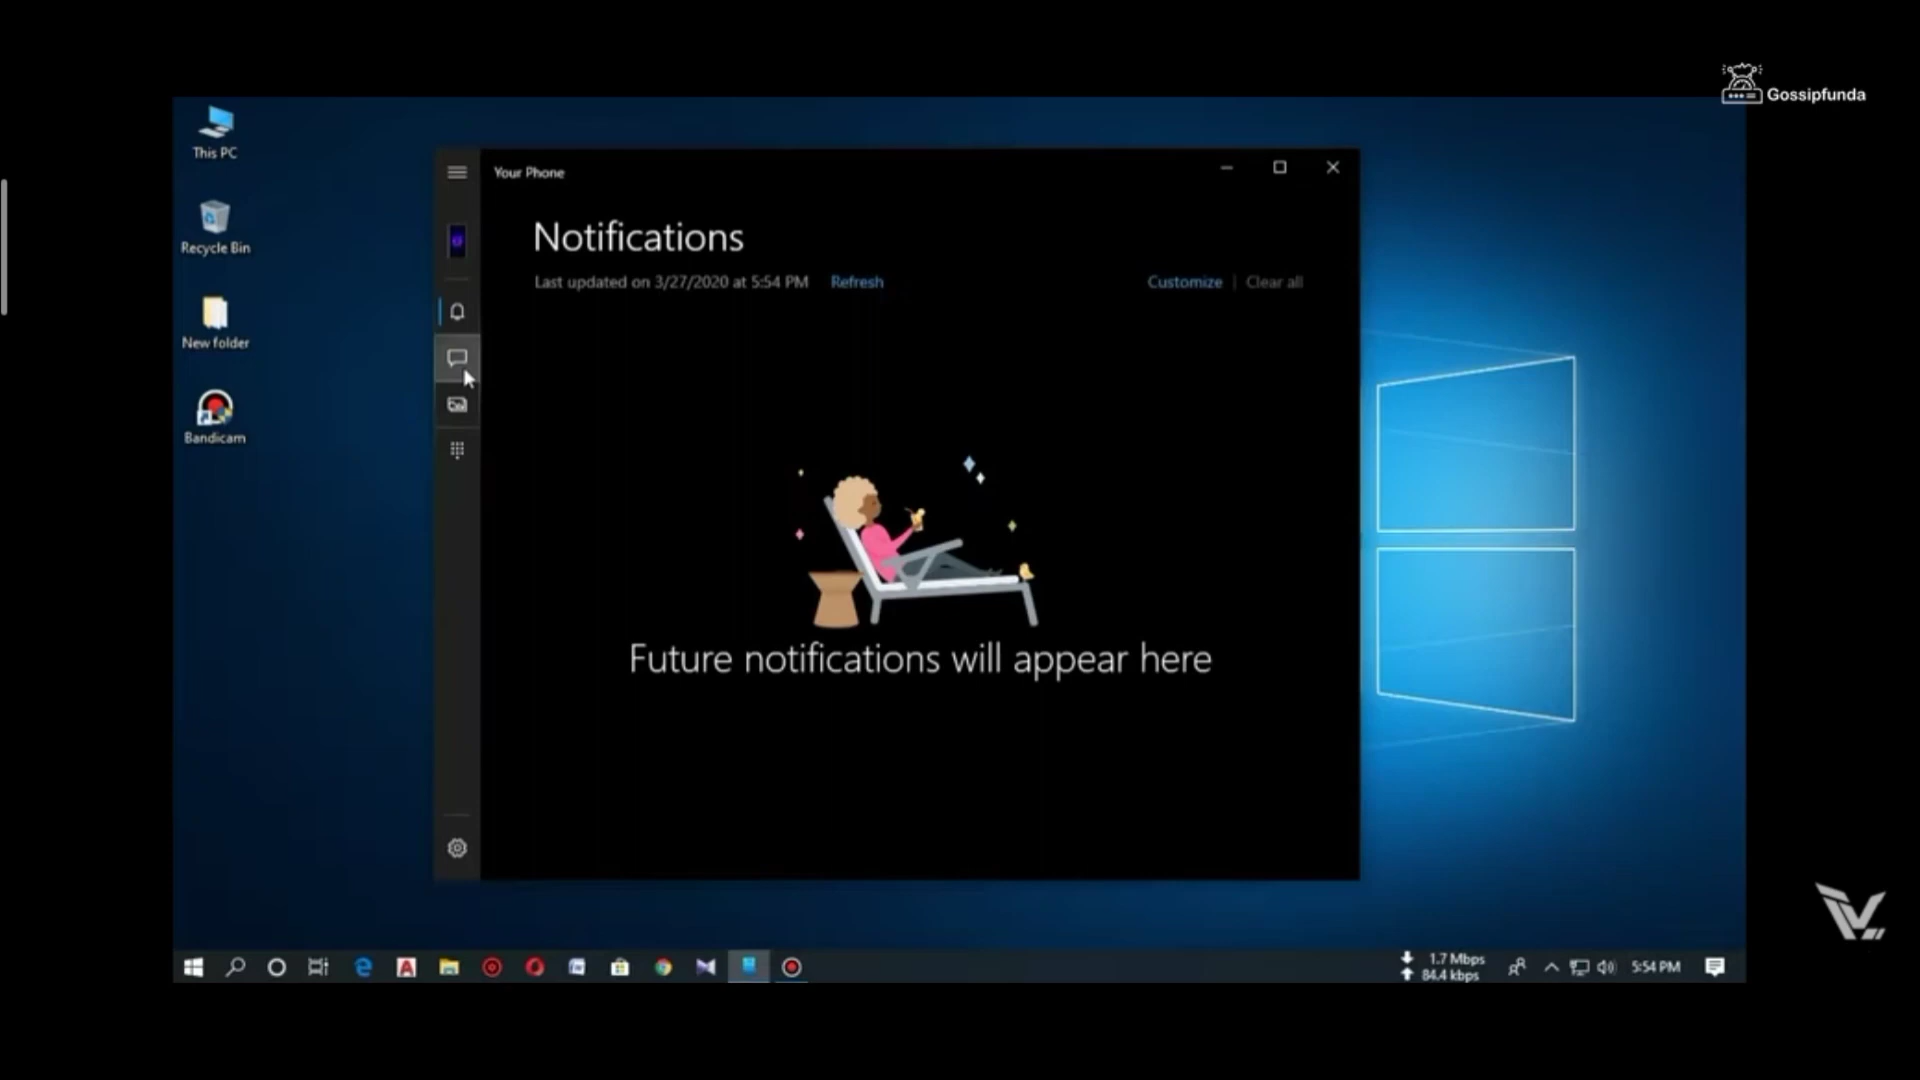 Gossipfunda
This PC
Recycle Bin
New folder
Bandicam
Your Phone
Notifications
Last updated on 3/27/2020 at 5:54 PM Refresh
Customize | Clear all
Future notifications will appear here
1.7 Mbps
84.4 kbps
5:54 PM